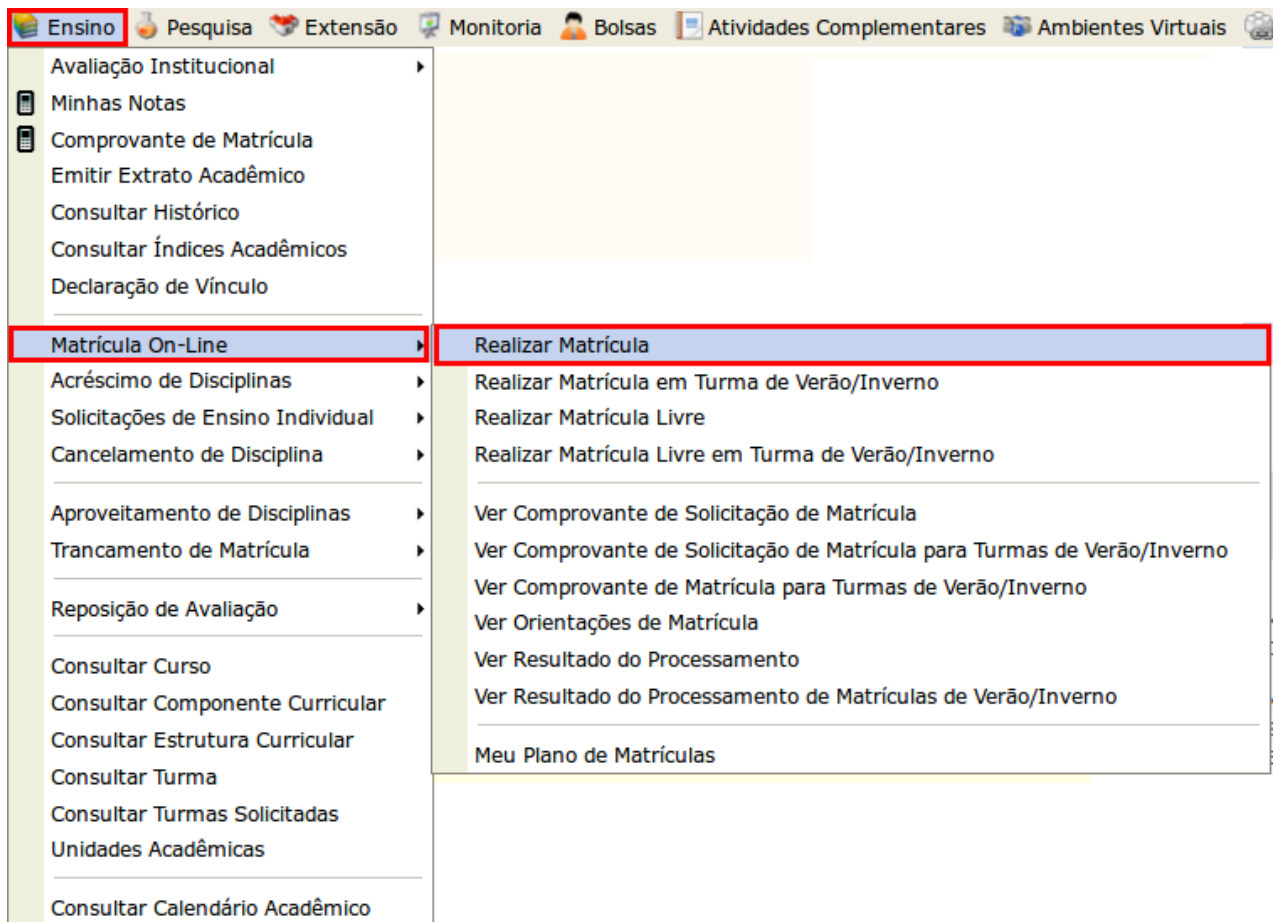 Ensino Pesquisa Extensão Monitoria Bolsas Atividades Complementares Ambientes Virtuais
Avaliação Institucional
Minhas Notas
Comprovante de Matrícula
Emitir Extrato Acadêmico
Consultar Histórico
Consultar Índices Acadêmicos
Declaração de Vínculo
Matrícula On-Line
Acréscimo de Disciplinas
Solicitações de Ensino Individual
Cancelamento de Disciplina
Aproveitamento de Disciplinas
Trancamento de Matrícula
Reposição de Avaliação
Consultar Curso
Consultar Componente Curricular
Consultar Estrutura Curricular
Consultar Turma
Consultar Turmas Solicitadas
Unidades Acadêmicas
Consultar Calendário Acadêmico
Realizar Matrícula
Realizar Matrícula em Turma de Verão/Inverno
Realizar Matrícula Livre
Realizar Matrícula Livre em Turma de Verão/Inverno
Ver Comprovante de Solicitação de Matrícula
Ver Comprovante de Solicitação de Matrícula para Turmas de Verão/Inverno
Ver Comprovante de Matrícula para Turmas de Verão/Inverno
Ver Orientações de Matrícula
Ver Resultado do Processamento
Ver Resultado do Processamento de Matrículas de Verão/Inverno
Meu Plano de Matrículas